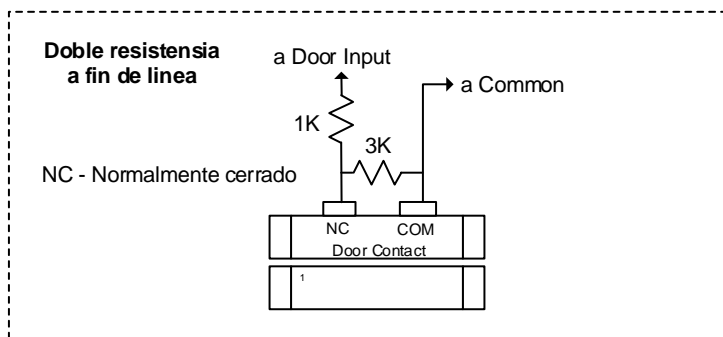 Doble resistensia
a fin de linea
a Door Input
a Common
1K
3K
NC - Normalmente cerrado
NC
COM
Door Contact
1